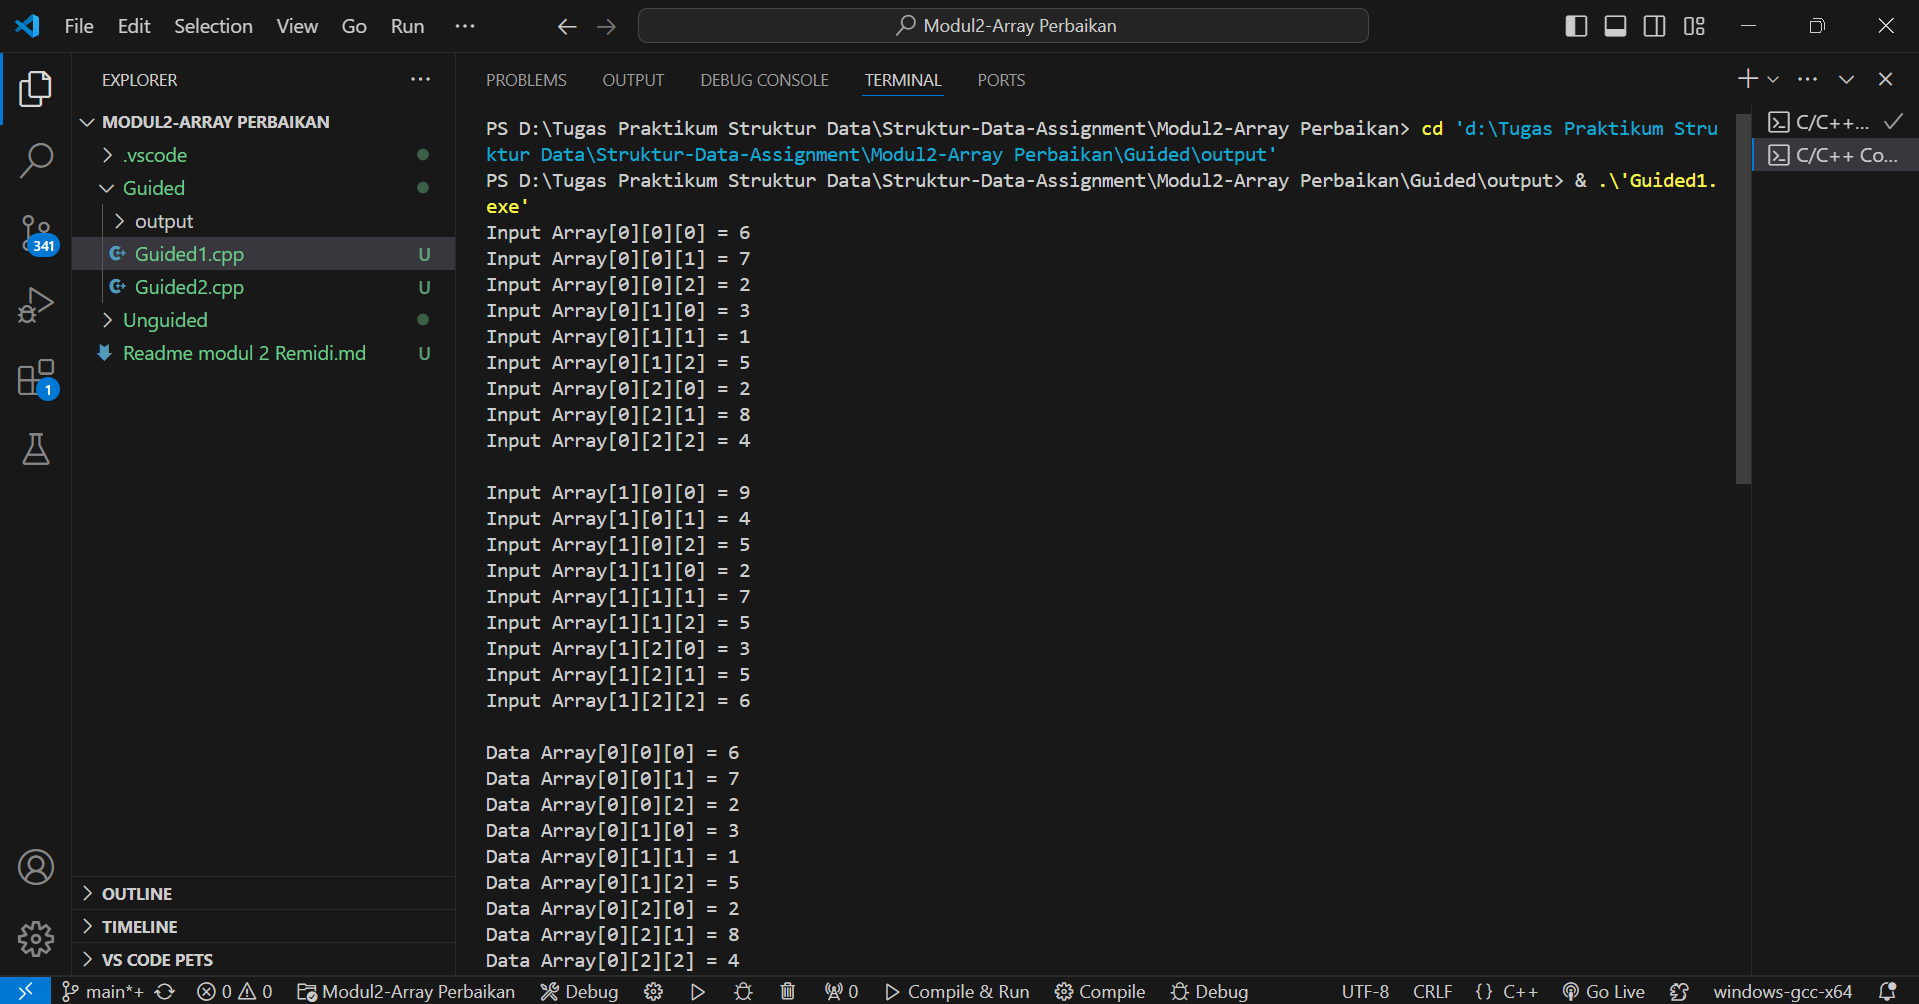 File Edit Selection View Go Run ··· Modul2-Array Perbaikan
EXPLORER ···
MODUL2-ARRAY PERBAIKAN
.vscode
Guided
output
Guided1.cpp U
Guided2.cpp U
Unguided
Readme modul 2 Remidi.md U
341
1
OUTLINE
TIMELINE
VS CODE PETS
PROBLEMS OUTPUT DEBUG CONSOLE TERMINAL PORTS
PS D:\Tugas Praktikum Struktur Data\Struktur-Data-Assignment\Modul2-Array Perbaikan> cd 'd:\Tugas Praktikum Stru
ktur Data\Struktur-Data-Assignment\Modul2-Array Perbaikan\Guided\output'
PS D:\Tugas Praktikum Struktur Data\Struktur-Data-Assignment\Modul2-Array Perbaikan\Guided\output> & .\'Guided1.
exe'
Input Array[0][0][0] = 6
Input Array[0][0][1] = 7
Input Array[0][0][2] = 2
Input Array[0][1][0] = 3
Input Array[0][1][1] = 1
Input Array[0][1][2] = 5
Input Array[0][2][0] = 2
Input Array[0][2][1] = 8
Input Array[0][2][2] = 4
Input Array[1][0][0] = 9
Input Array[1][0][1] = 4
Input Array[1][0][2] = 5
Input Array[1][1][0] = 2
Input Array[1][1][1] = 7
Input Array[1][1][2] = 5
Input Array[1][2][0] = 3
Input Array[1][2][1] = 5
Input Array[1][2][2] = 6
Data Array[0][0][0] = 6
Data Array[0][0][1] = 7
Data Array[0][0][2] = 2
Data Array[0][1][0] = 3
Data Array[0][1][1] = 1
Data Array[0][1][2] = 5
Data Array[0][2][0] = 2
Data Array[0][2][1] = 8
Data Array[0][2][2] = 4
C/C++...
C/C++ Co...
main*+ 0 0 Modul2-Array Perbaikan Debug 0 Compile & Run Compile Debug UTF-8 CRLF {} C++ Go Live windows-gcc-x64